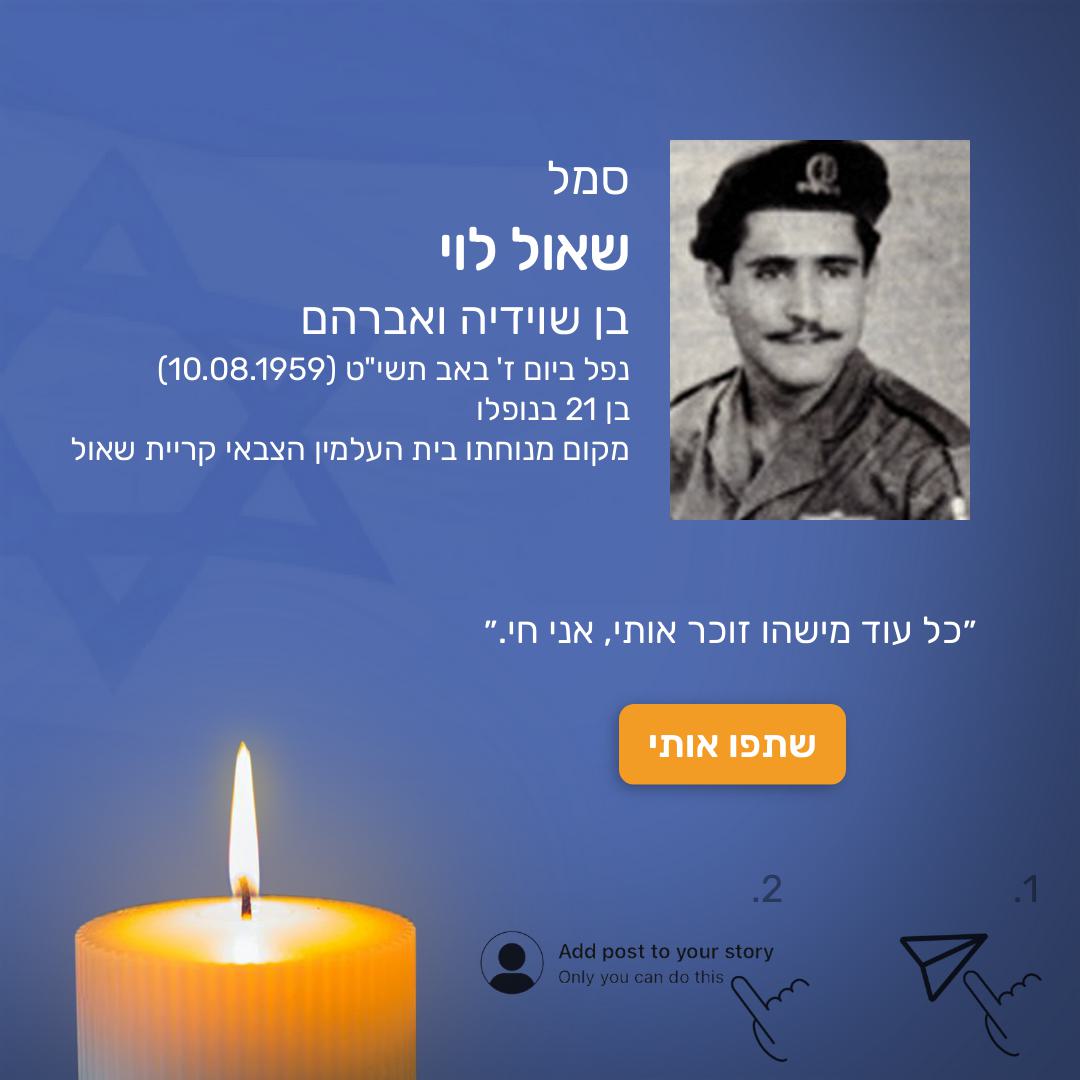 סמל
שאול לוי
בן שוידיה ואברהם
נפל ביום ז' באב תשי"ט (10.08.1959)
בן 21 בנופלו
מקום מנוחתו בית העלמין הצבאי קריית שאול
״כל עוד מישהו זוכר אותי, אני חי.״
שתפו אותי
1.
2.
Add post to your story
Only you can do this